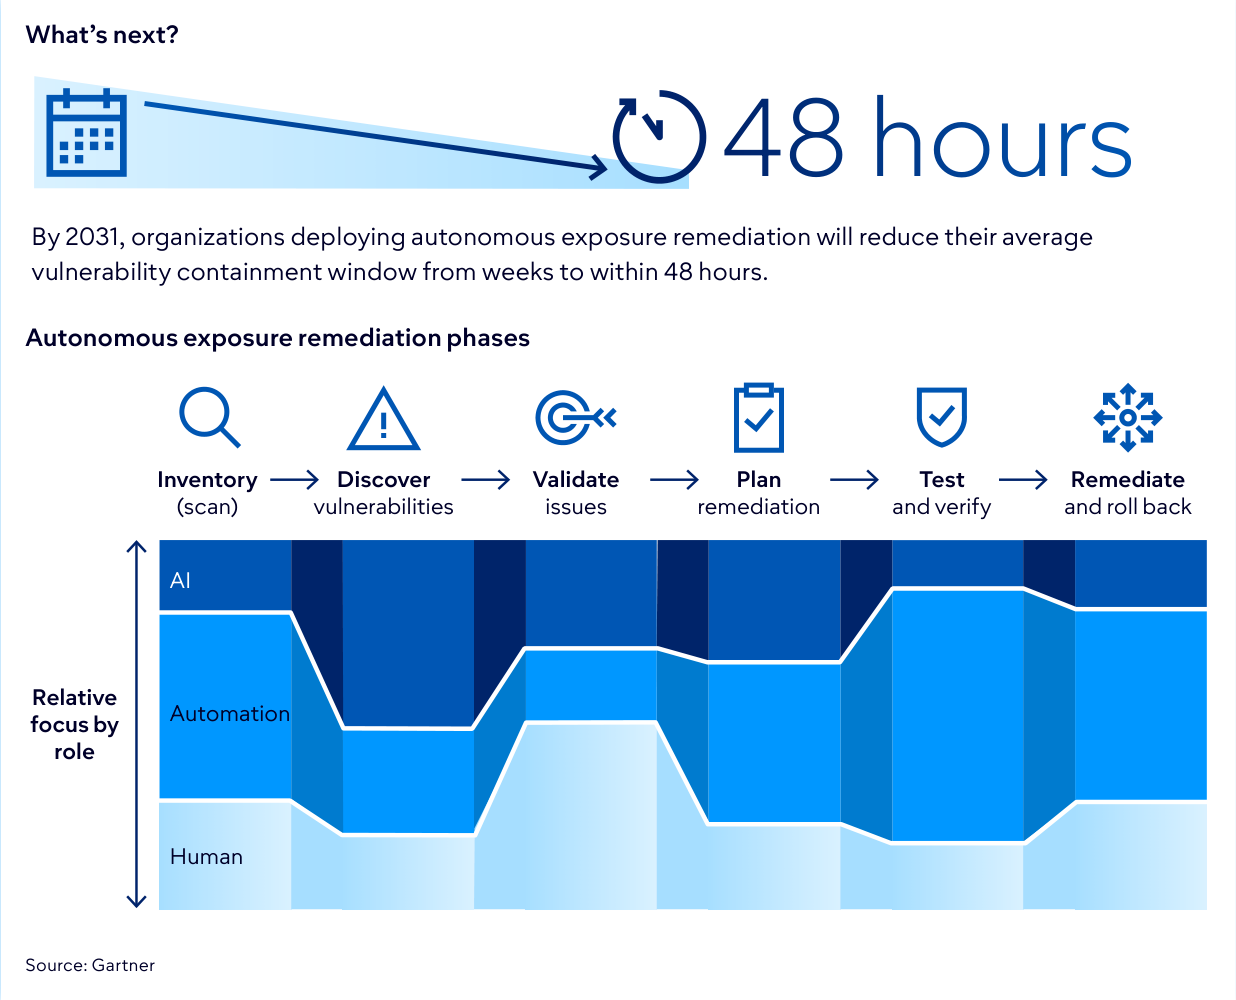 What’s next?
48 hours
By 2031, organizations deploying autonomous exposure remediation will reduce their average
vulnerability containment window from weeks to within 48 hours.
Autonomous exposure remediation phases
Inventory
(scan)
Discover
vulnerabilities
Validate
issues
Plan
remediation
Test
and verify
Remediate
and roll back
Relative
focus by
role
AI
Automation
Human
Source: Gartner